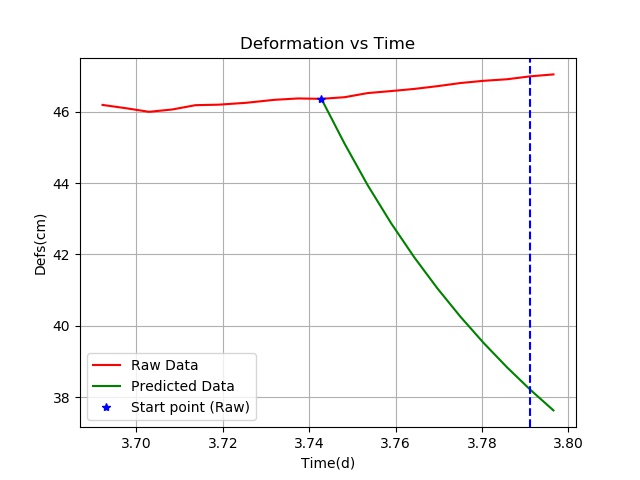 Deformation vs Time
Defs(cm)
46
44
42
40
38
Raw Data
Predicted Data
Start point (Raw)
3.70 3.72 3.74 3.76 3.78 3.80
Time(d)